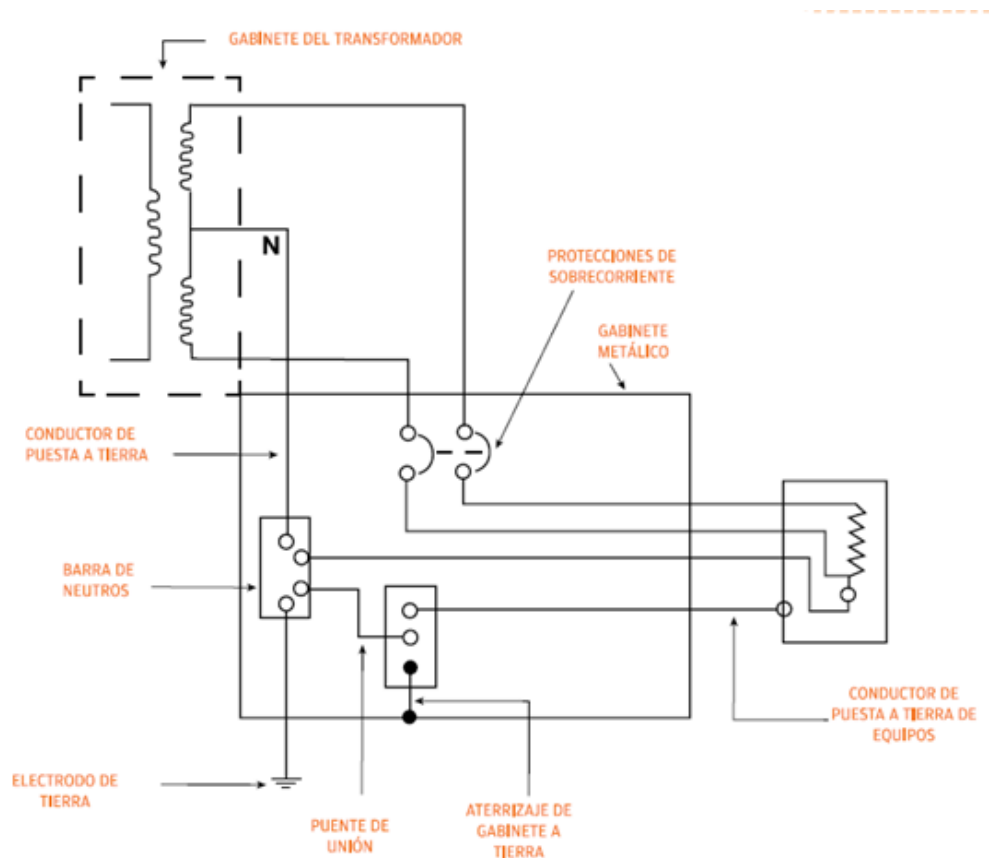 GABÍNETE DEL TRANSFORMADOR
N
PROTECCIONES DE
SOBRECORRIENTE
GABINETE
METÁLICO
CONDUCTOR DE
PUESTA A TIERRA
BARRA DE
NEUTROS
CONDUCTOR DE
PUESTA A TIERRA DE
EQUIPOS
ELECTRODO DE
TIERRA
PUENTE DE
UNIÓN
ATERRIZAJE DE
GABINETE A
TIERRA